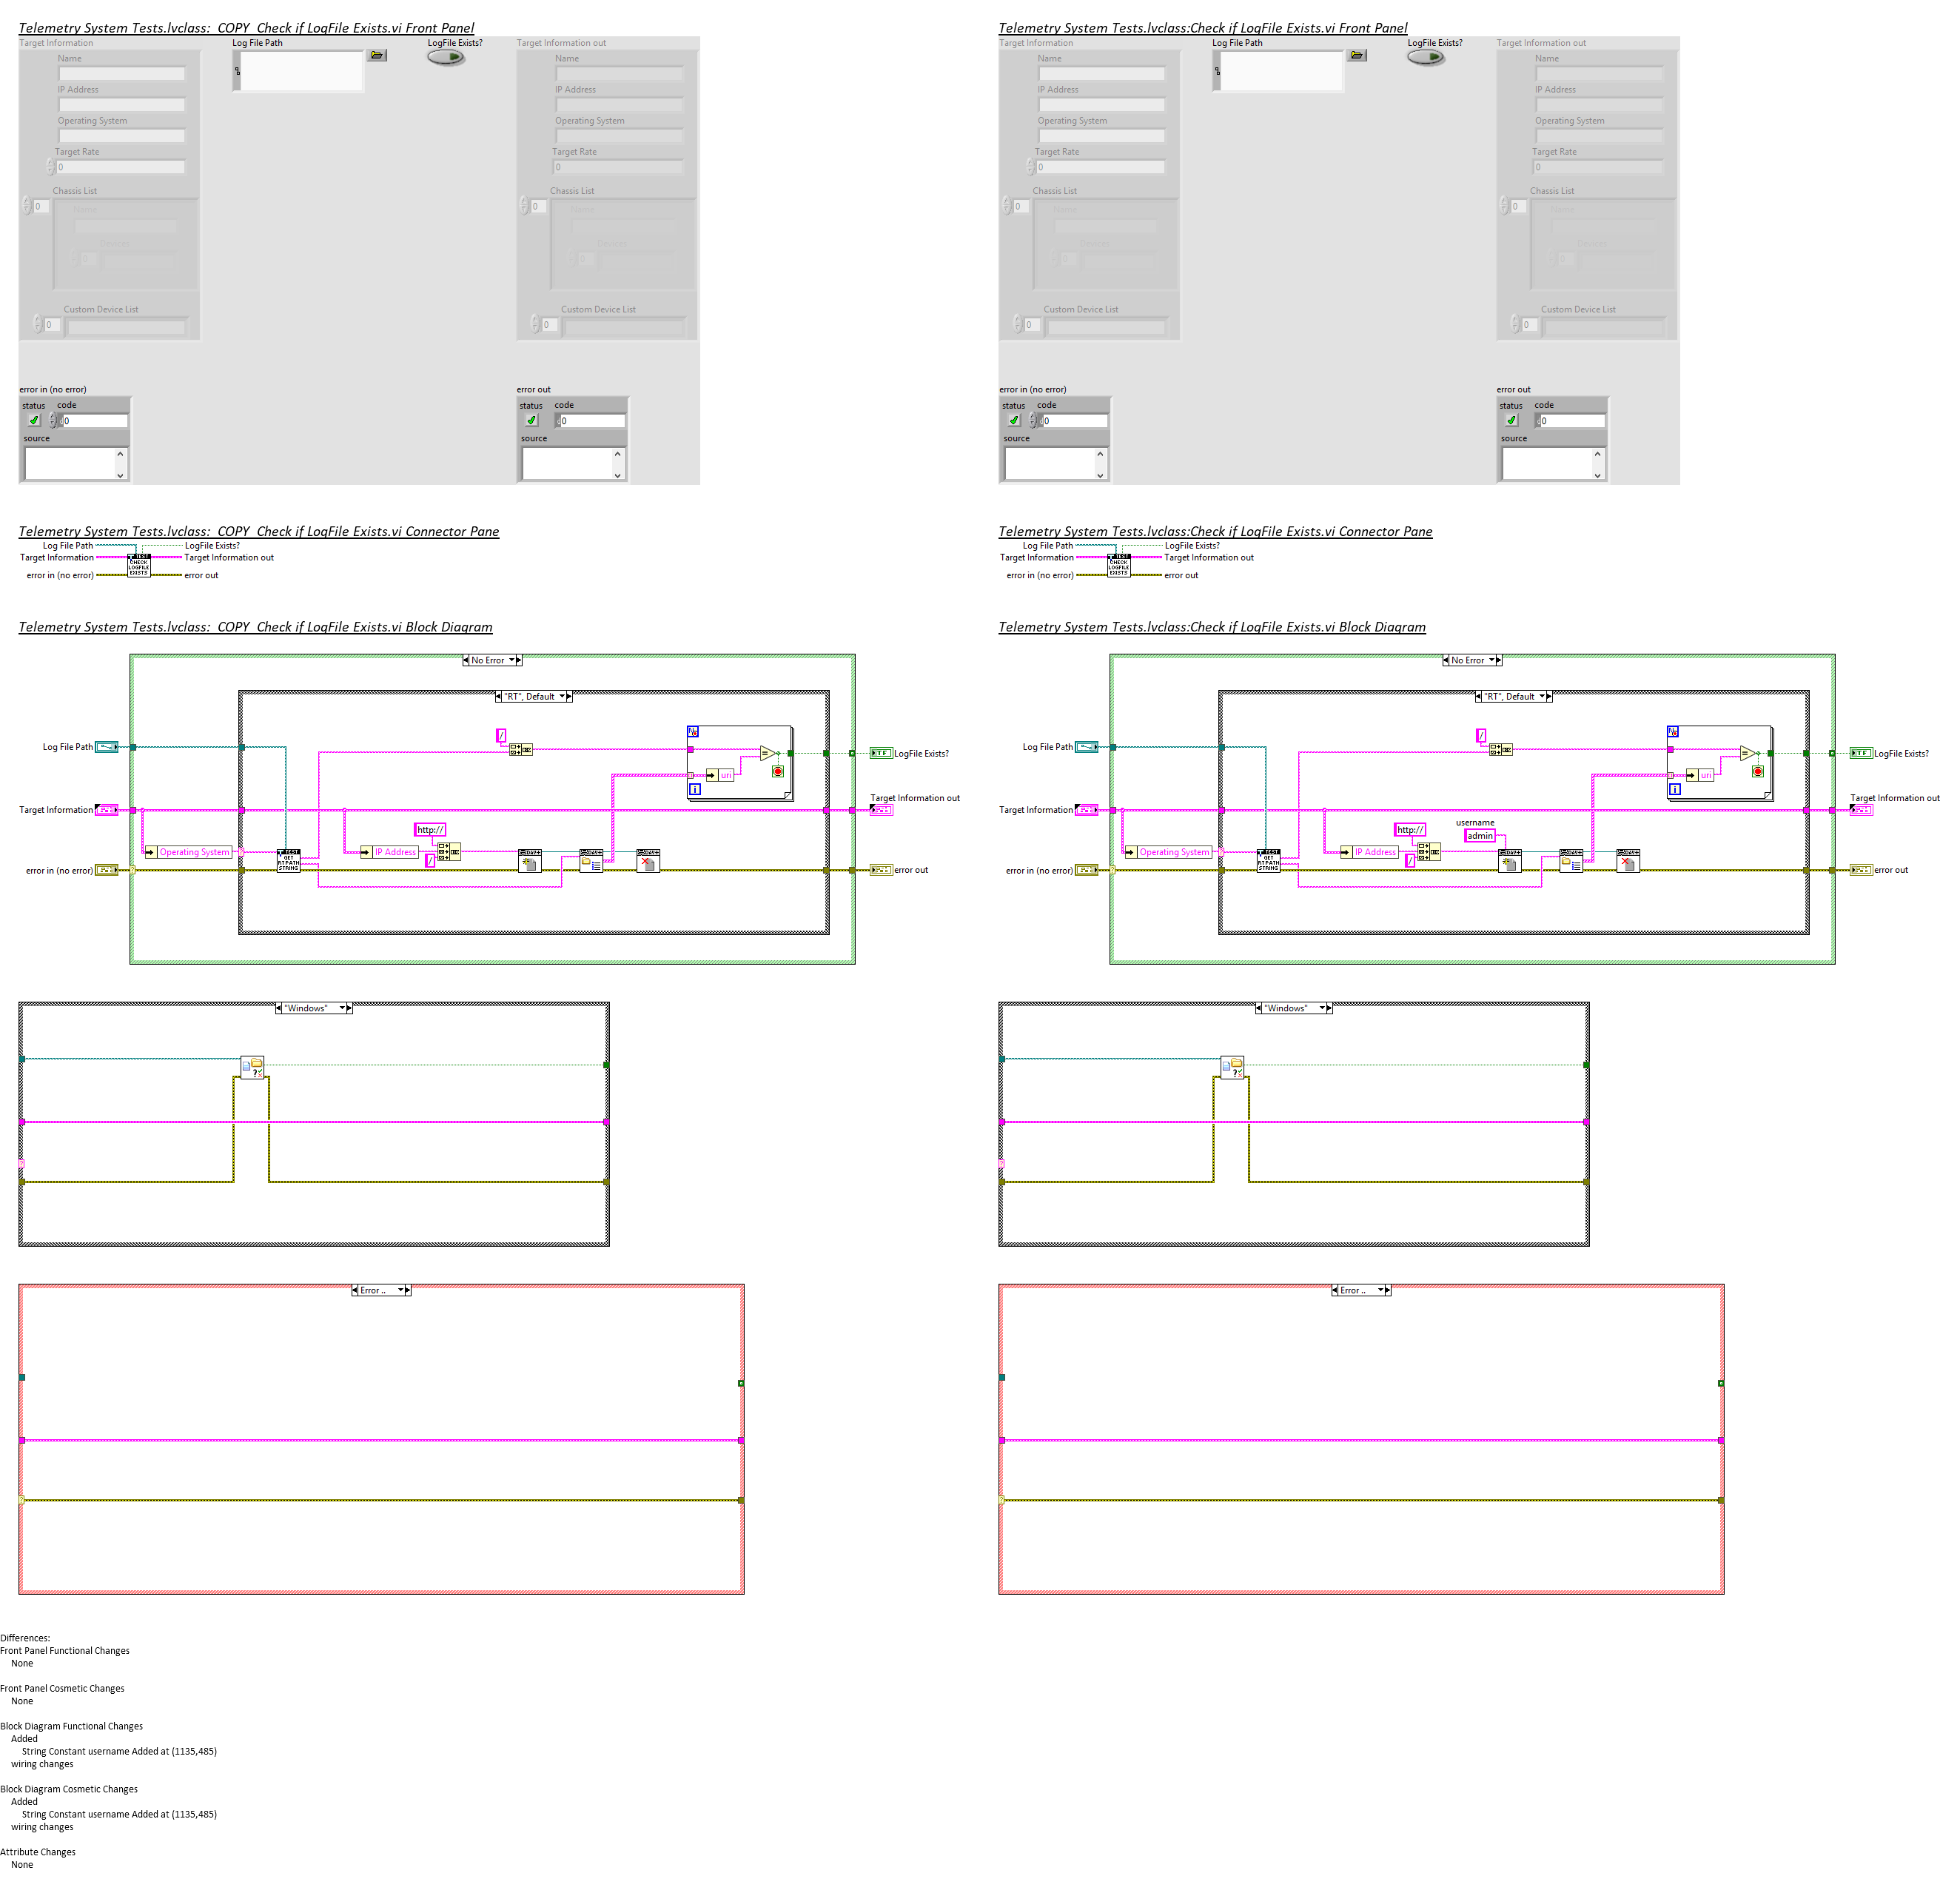 Telemetry System Tests.lvclass:_COPY_Check if LogFile Exists.vi Front Panel
Target Information
Name
IP Address
Operating System
Target Rate
0
Chassis List
0
Name
Devices
0
Custom Device List
0
Log File Path
LogFile Exists?
Target Information out
Name
IP Address
Operating System
Target Rate
0
Chassis List
0
Name
Devices
0
Custom Device List
0
error in (no error)
status code
0
source
error out
status code
0
source
Telemetry System Tests.lvclass:Check if LogFile Exists.vi Front Panel
Target Information
Name
IP Address
Operating System
Target Rate
0
Chassis List
0
Name
Devices
0
Custom Device List
0
Log File Path
LogFile Exists?
Target Information out
Name
IP Address
Operating System
Target Rate
0
Chassis List
0
Name
Devices
0
Custom Device List
0
error in (no error)
status code
0
source
error out
status code
0
source
Telemetry System Tests.lvclass:_COPY_Check if LogFile Exists.vi Connector Pane
Log File Path
Target Information
error in (no error)
TEST
CHECK
LOGFILE
EXISTS
LogFile Exists?
Target Information out
error out
Telemetry System Tests.lvclass:Check if LogFile Exists.vi Connector Pane
Log File Path
Target Information
error in (no error)
TEST
CHECK
LOGFILE
EXISTS
LogFile Exists?
Target Information out
error out
Telemetry System Tests.lvclass:_COPY_Check if LogFile Exists.vi Block Diagram
No Error
"RT", Default
/
N
Log File Path
uri
i
TF
LogFile Exists?
Target Information
Target Information out
http://
Operating System
TEST
GET
RT PATH
STRING
IP Address
/
WEBDAV
WEBDAV
WEBDAV
error in (no error)
error out
"Windows"
?
Error ..
Telemetry System Tests.lvclass:Check if LogFile Exists.vi Block Diagram
No Error
"RT", Default
/
N
Log File Path
uri
i
TF
LogFile Exists?
Target Information
Target Information out
http://
username
admin
Operating System
TEST
GET
RT PATH
STRING
IP Address
/
WEBDAV
WEBDAV
WEBDAV
error in (no error)
error out
"Windows"
?
Error ..
Differences:
Front Panel Functional Changes
None
Front Panel Cosmetic Changes
None
Block Diagram Functional Changes
Added
String Constant username Added at (1135,485)
wiring changes
Block Diagram Cosmetic Changes
Added
String Constant username Added at (1135,485)
wiring changes
Attribute Changes
None